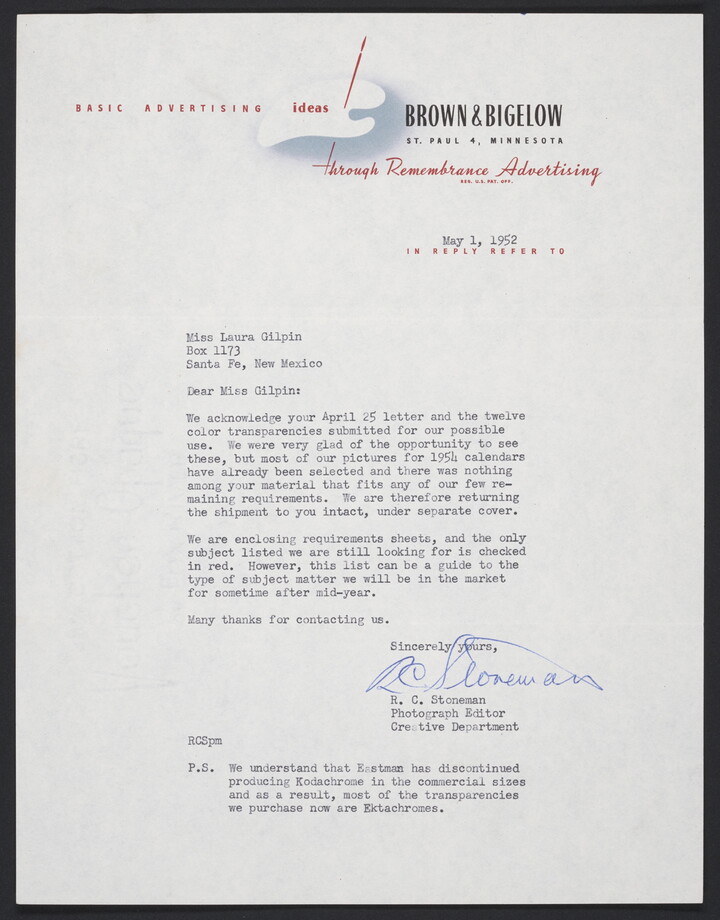 BASIC ADVERTISING ideas
BROWN & BIGELOW
ST. PAUL 4, MINNESOTA
through Remembrance Advertising
REG. U.S. PAT. OFF.
May 1, 1952
IN REPLY REFER TO
Miss Laura Gilpin
Box 1173
Santa Fe, New Mexico
Dear Miss Gilpin:
We acknowledge your April 25 letter and the twelve
color transparencies submitted for our possible
use. We were very glad of the opportunity to see
these, but most of our pictures for 1954 calendars
have already been selected and there was nothing
among your material that fits any of our few re-
maining requirements. We are therefore returning
the shipment to you intact, under separate cover.
We are enclosing requirements sheets, and the only
subject listed we are still looking for is checked
in red. However, this list can be a guide to the
type of subject matter we will be in the market
for sometime after mid-year.
Many thanks for contacting us.
Sincerely yours,
R C Stoneman
R. C. Stoneman
Photograph Editor
Creative Department
RCSpm
P.S. We understand that Eastman has discontinued
producing Kodachrome in the commercial sizes
and as a result, most of the transparencies
we purchase now are Ektachromes.